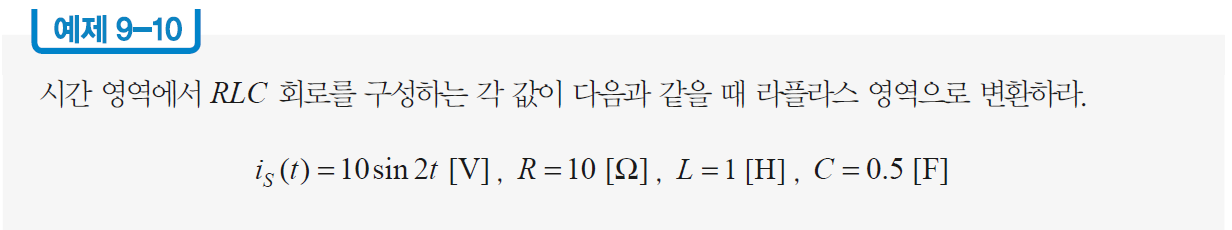 예제 9-10
시간 영역에서 RLC 회로를 구성하는 각 값이 다음과 같을 때 라플라스 영역으로 변환하라.
i_S(t) = 10 sin 2t [V], R = 10 [Ω], L = 1 [H], C = 0.5 [F]